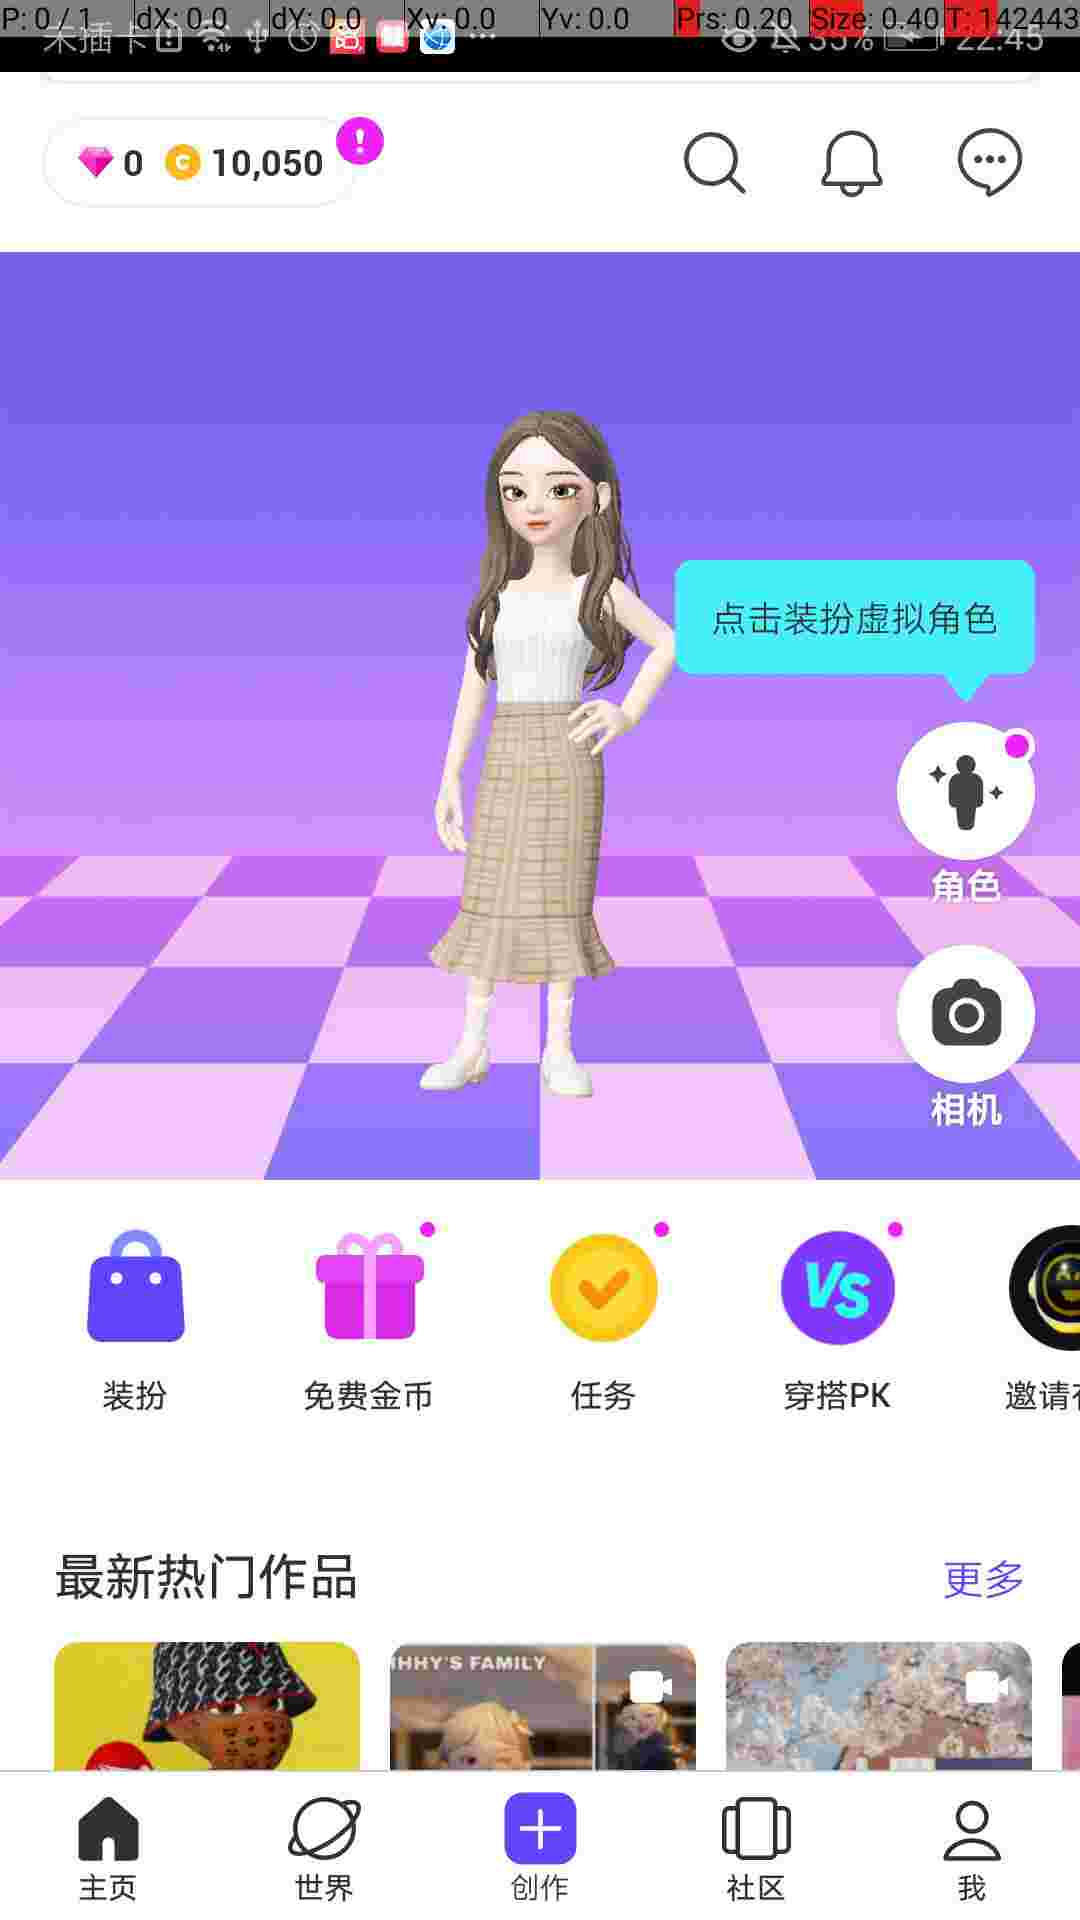 P: 0 / 1 dX: 0.0 dY: 0.0 Xv: 0.0 Yv: 0.0 Prs: 0.20 Size: 0.40 T: 142443
未插卡 33% 22:45
0 C 10,050
点击装扮虚拟角色
角色
相机
VS
装扮 免费金币 任务 穿搭PK 邀请
最新热门作品 更多
HHY'S FAMILY
主页 世界 创作 社区 我